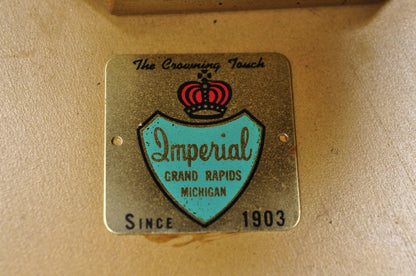 The Crowning Touch
Imperial
GRAND RAPIDS
MICHIGAN
SINCE 1903